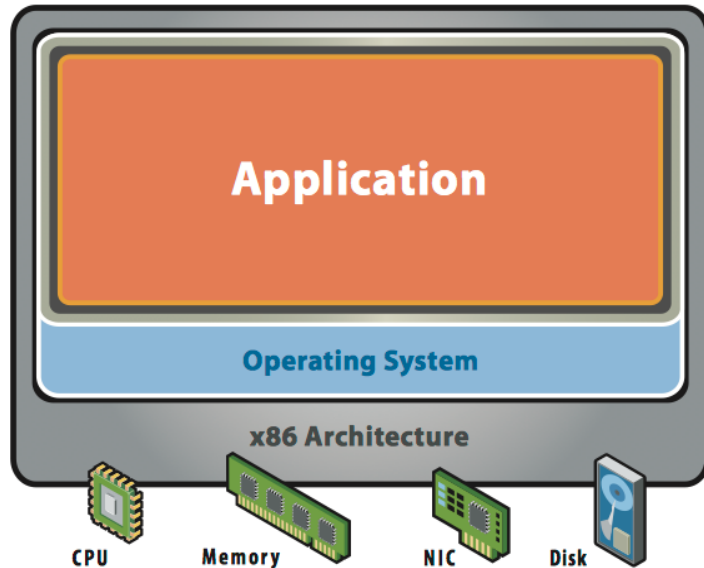 Application
Operating System
x86 Architecture
CPU Memory NIC Disk